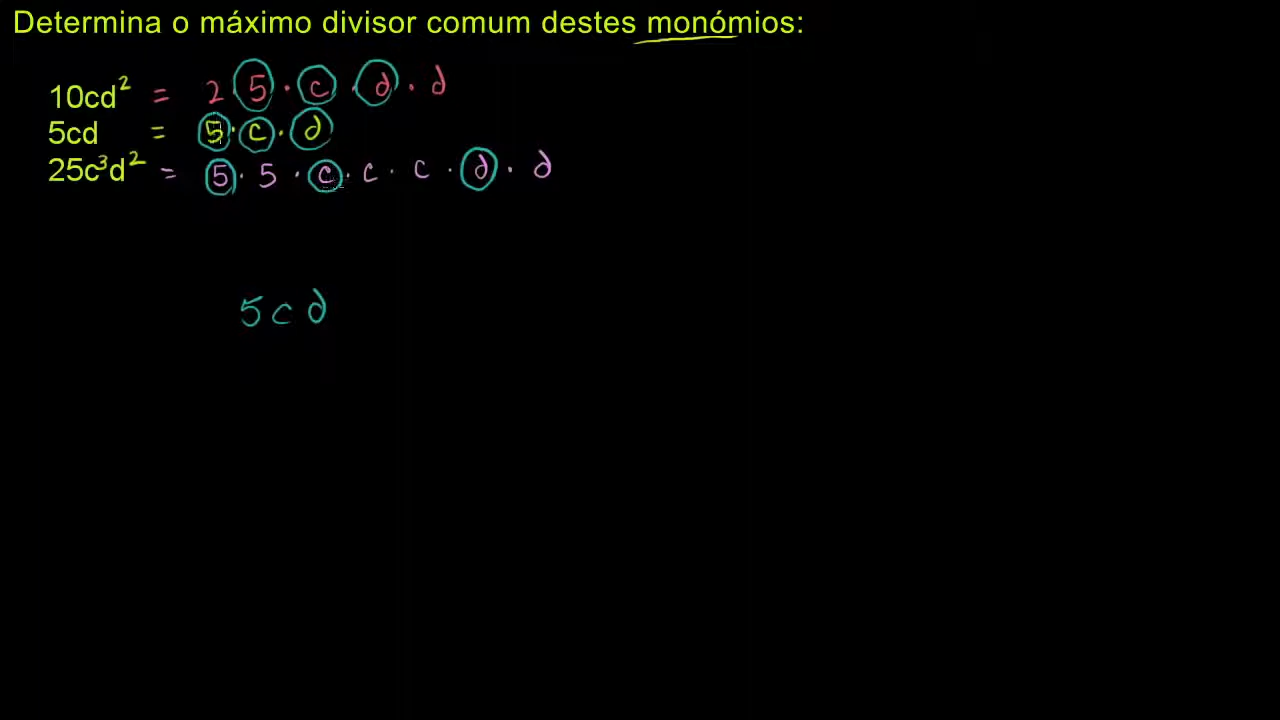 Determina o máximo divisor comum destes monómios:
10cd² = 2 · 5 · c · d · d
5cd = 5 · c · d
25c³d² = 5 · 5 · c · c · c · d · d
5cd